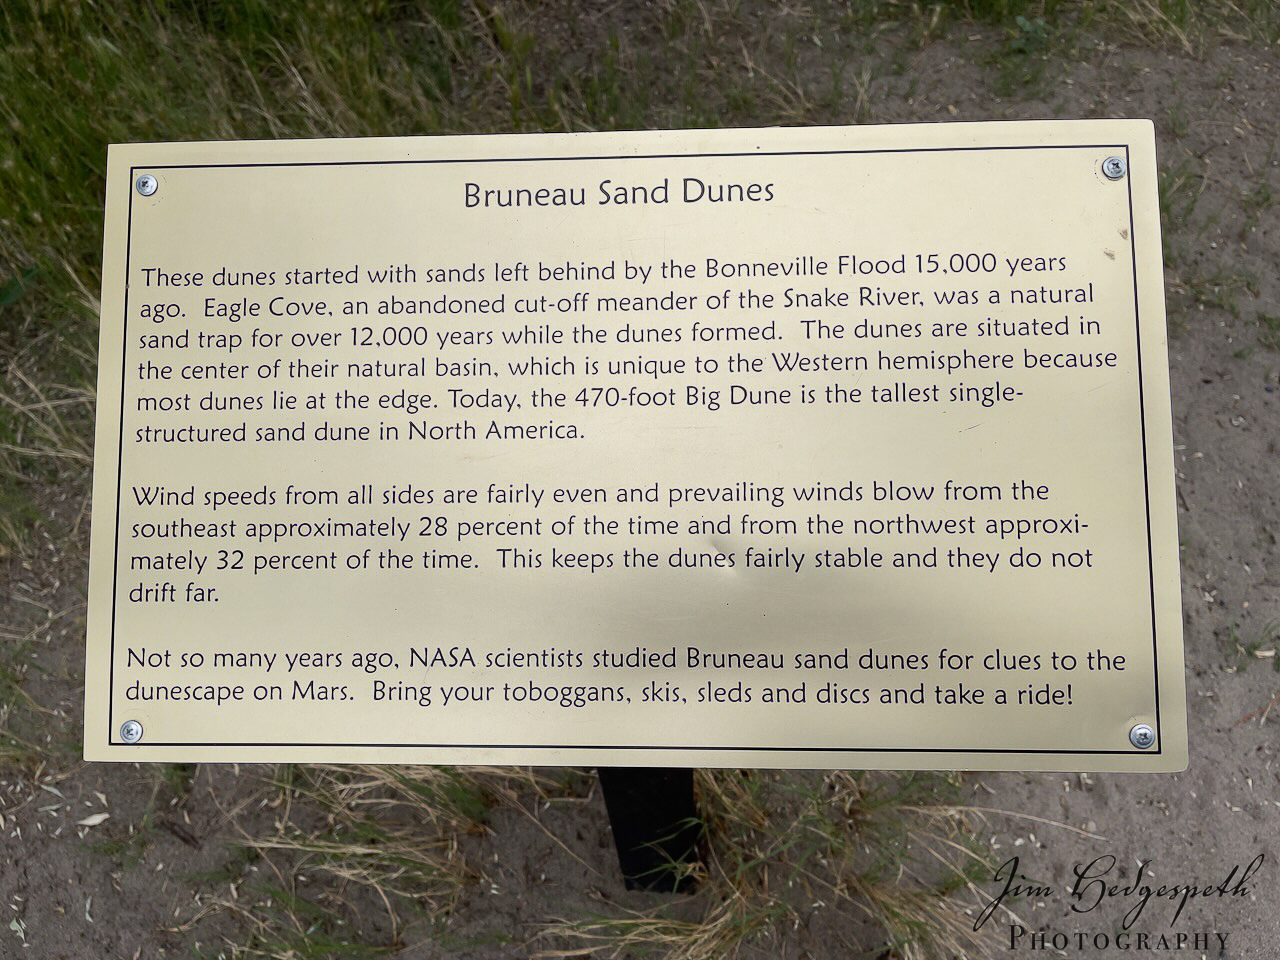 Bruneau Sand Dunes
These dunes started with sands left behind by the Bonneville Flood 15,000 years
ago.  Eagle Cove, an abandoned cut-off meander of the Snake River, was a natural
sand trap for over 12,000 years while the dunes formed.  The dunes are situated in
the center of their natural basin, which is unique to the Western hemisphere because
most dunes lie at the edge. Today, the 470-foot Big Dune is the tallest single-
structured sand dune in North America.
Wind speeds from all sides are fairly even and prevailing winds blow from the
southeast approximately 28 percent of the time and from the northwest approxi-
mately 32 percent of the time.  This keeps the dunes fairly stable and they do not
drift far.
Not so many years ago, NASA scientists studied Bruneau sand dunes for clues to the
dunescape on Mars.  Bring your toboggans, skis, sleds and discs and take a ride!
Jim Hedgespeth
PHOTOGRAPHY